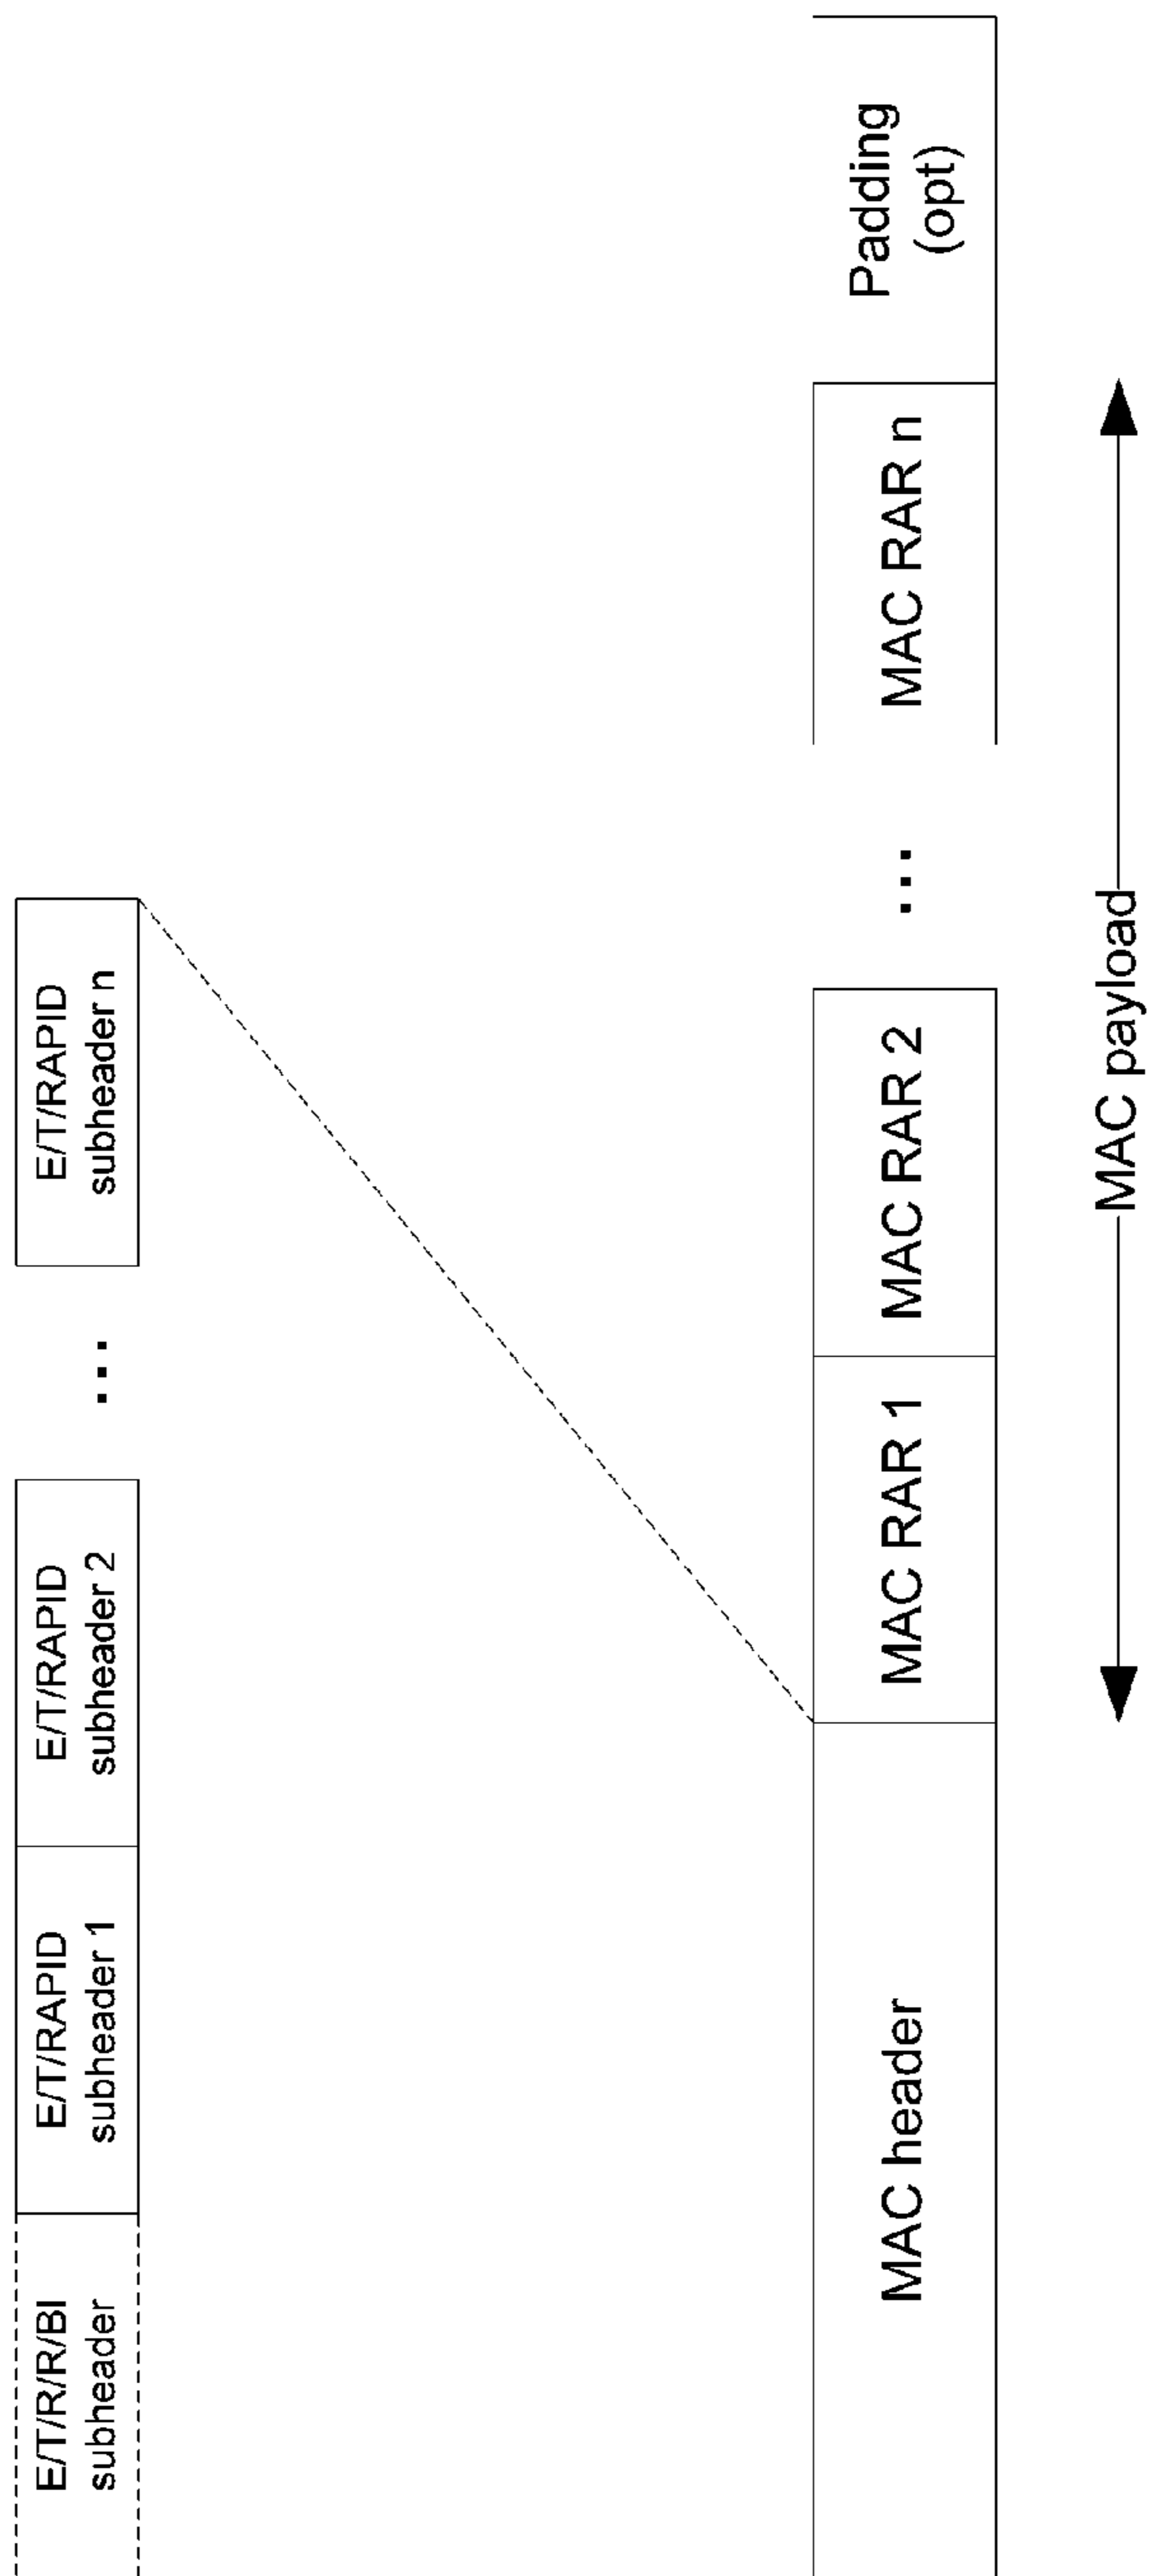 E/T/R/R/BI
subheader
E/T/RAPID
subheader 1
E/T/RAPID
subheader 2
...
E/T/RAPID
subheader n
MAC header
MAC RAR 1
MAC RAR 2
...
MAC RAR n
Padding
(opt)
MAC payload